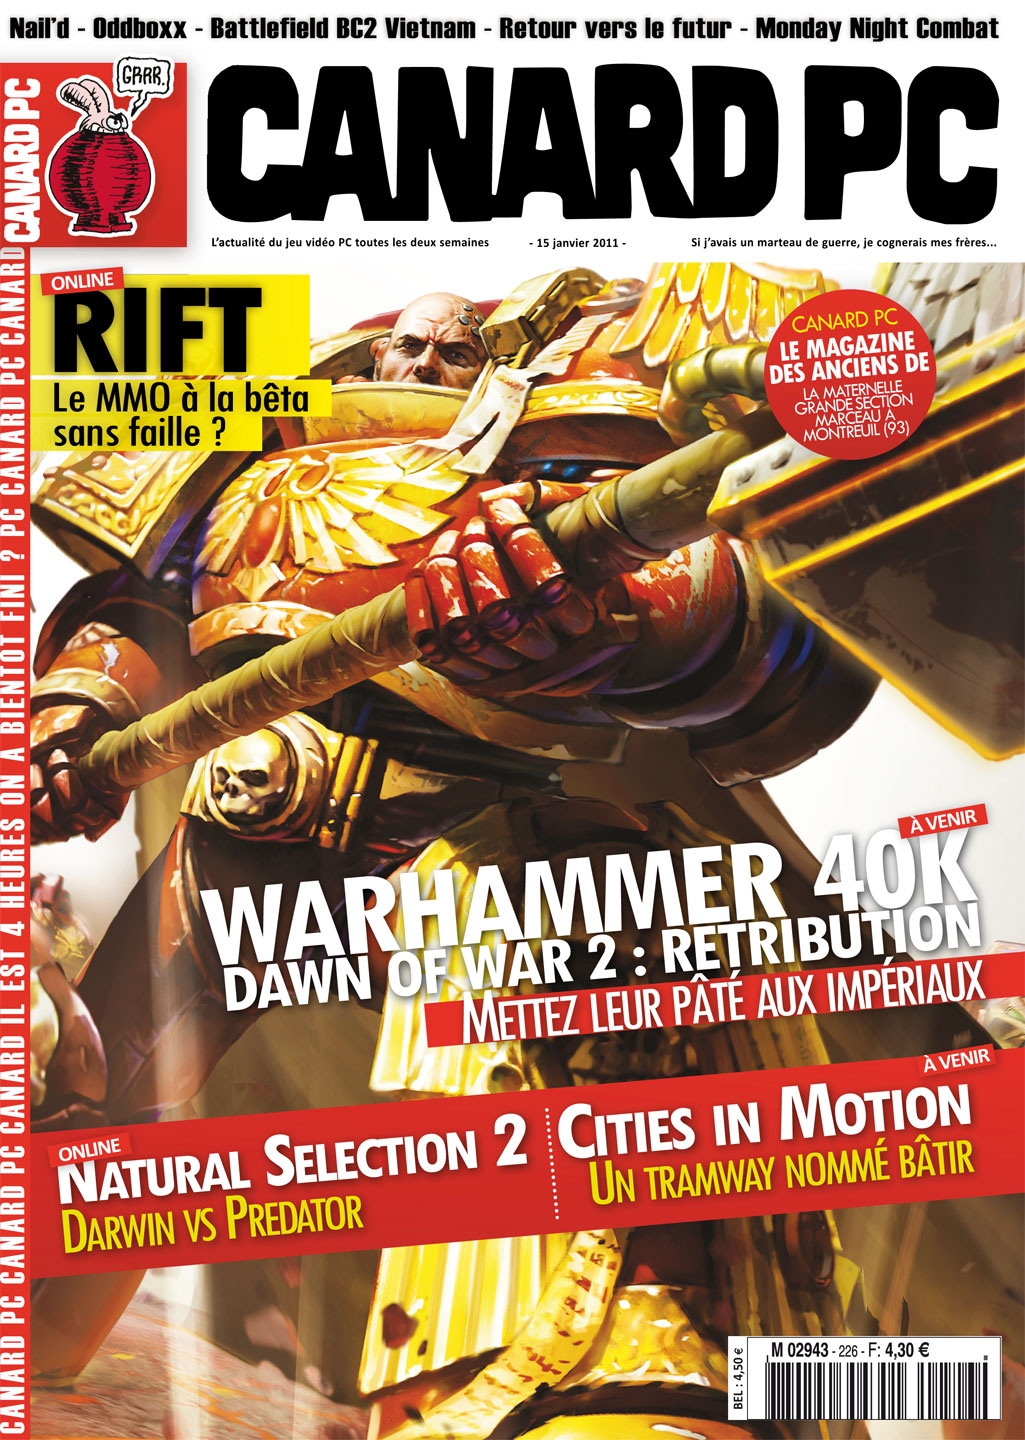 Nail'd - Oddboxx - Battlefield BC2 Vietnam - Retour vers le futur - Monday Night Combat
GRRR.
CANARD PC
CANARD PC
L'actualité du jeu vidéo PC toutes les deux semaines - 15 janvier 2011 - Si j'avais un marteau de guerre, je cognerais mes frères...
ONLINE
RIFT
Le MMO à la bêta
sans faille ?
CANARD PC
LE MAGAZINE
DES ANCIENS DE
LA MATERNELLE
GRANDE SECTION
MARCEAU À
MONTREUIL (93)
CANARD PC CANARD PC CANARD IL EST 4 HEURES ON A BIENTOT FINI ? PC CANARD PC CANARD
À VENIR
WARHAMMER 40K
DAWN OF WAR 2 : RETRIBUTION
METTEZ LEUR PÂTÉ AUX IMPÉRIAUX
ONLINE
NATURAL SELECTION 2
DARWIN VS PREDATOR
À VENIR
CITIES IN MOTION
UN TRAMWAY NOMMÉ BÂTIR
BEL : 4,50 €
M 02943 - 226 - F: 4,30 €